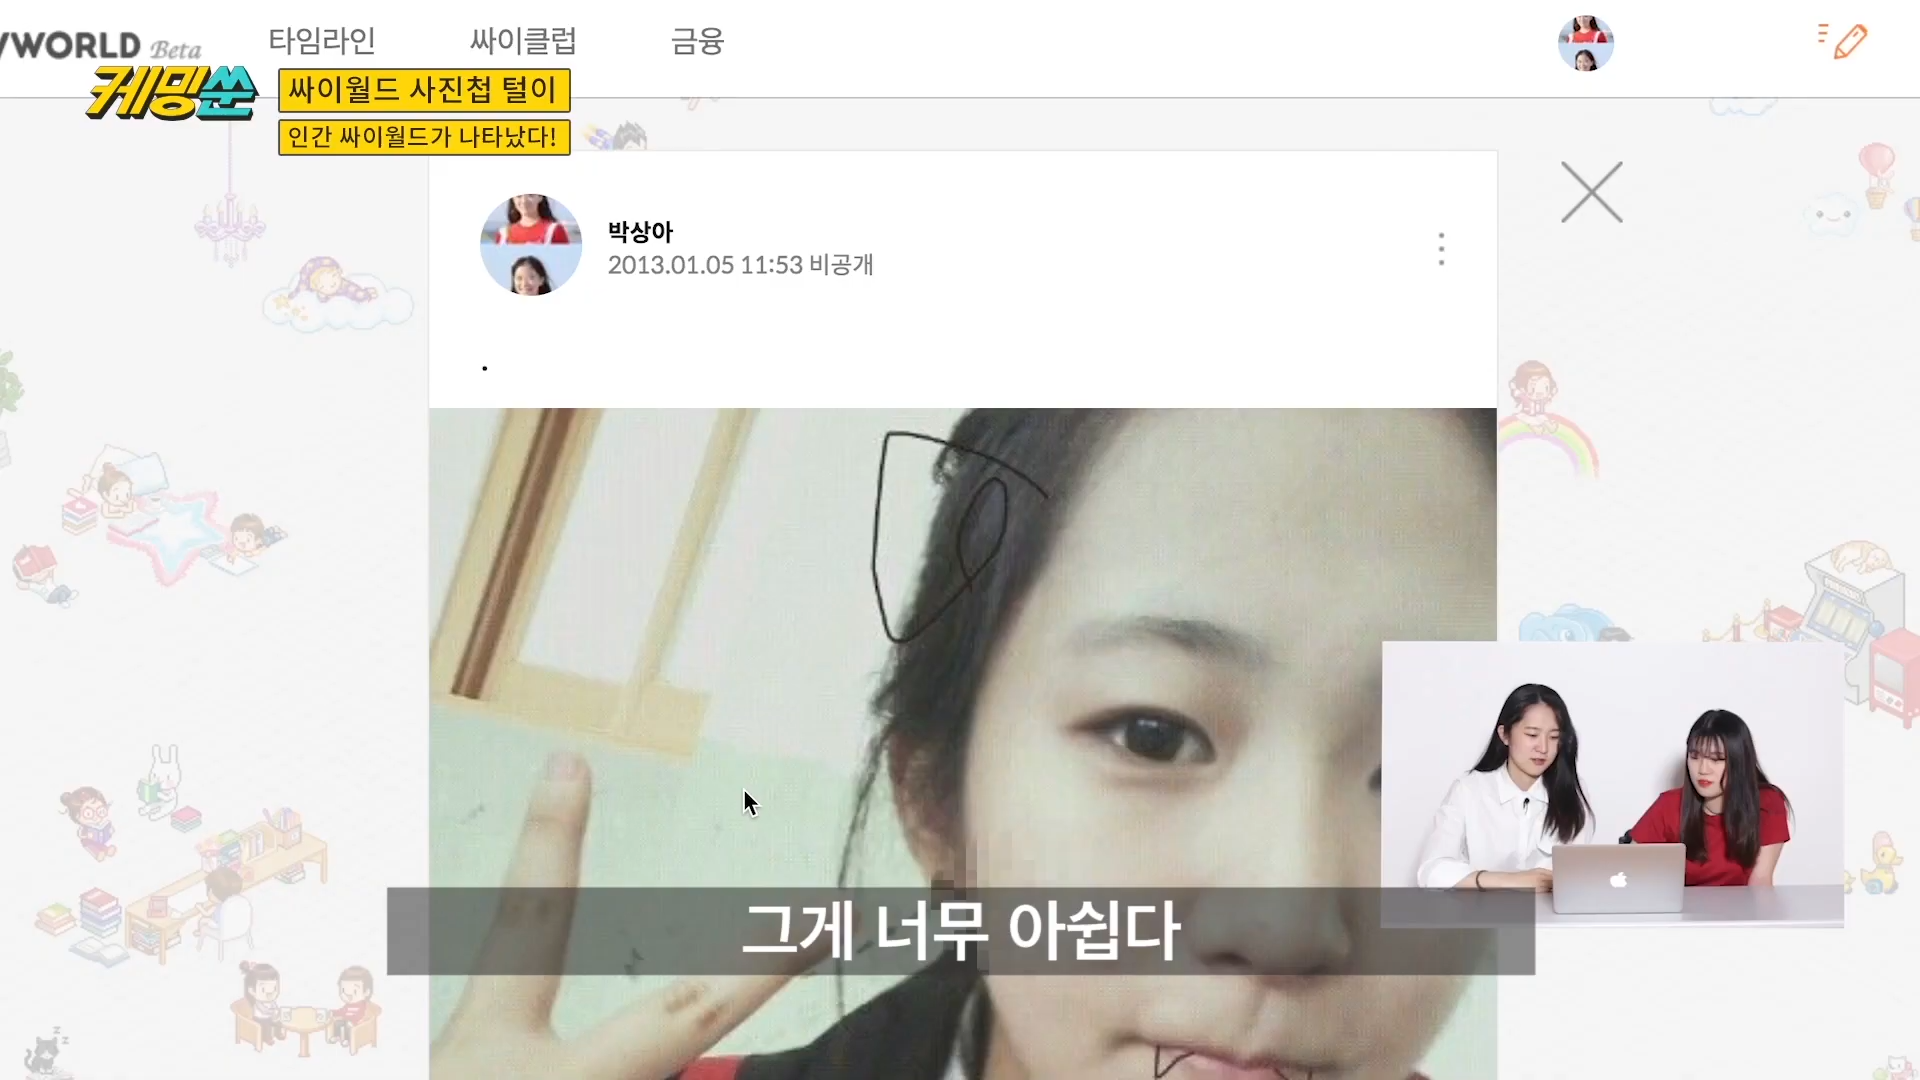 YWORLD Beta
타임라인
싸이클럽
금융
케밍쑨
싸이월드 사진첩 털이
인간 싸이월드가 나타났다!
박상아
2013.01.05 11:53 비공개
.
그게 너무 아쉽다